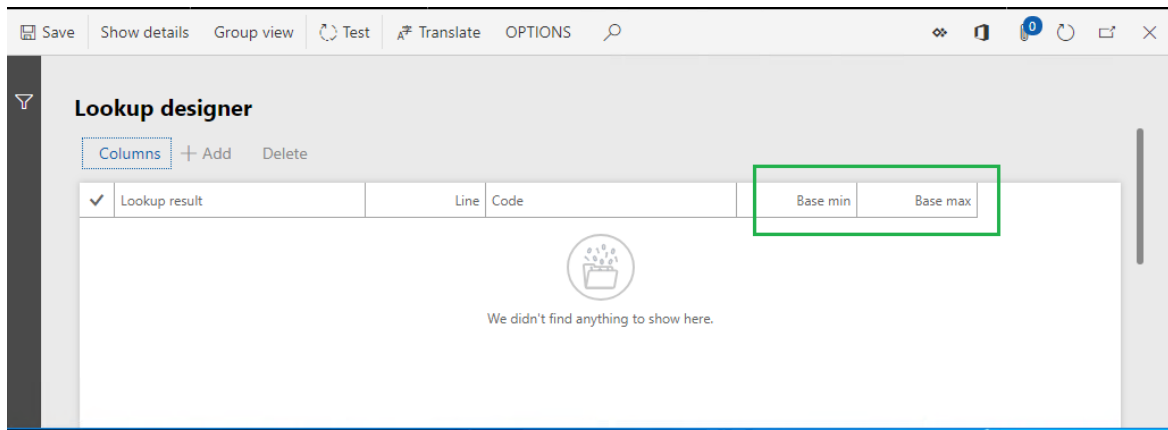 Save Show details Group view Test Translate OPTIONS 0
Lookup designer
Columns + Add Delete
Lookup result Line Code Base min Base max
We didn't find anything to show here.